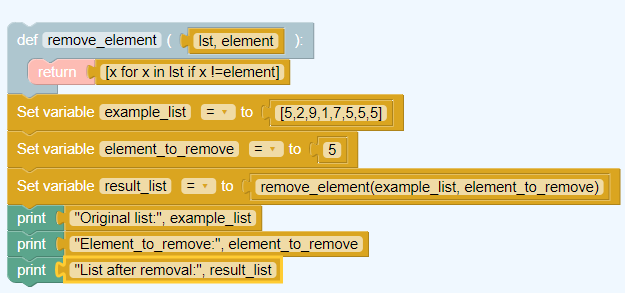 def remove_element ( lst, element ):
return [x for x in lst if x !=element]
Set variable example_list = to [5,2,9,1,7,5,5,5]
Set variable element_to_remove = to 5
Set variable result_list = to remove_element(example_list, element_to_remove)
print "Original list:", example_list
print "Element_to_remove:", element_to_remove
print "List after removal:", result_list